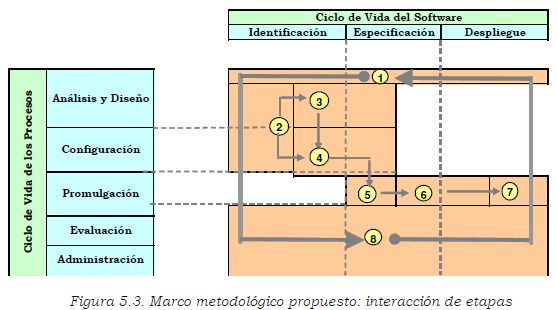 Ciclo de Vida del Software
Identificación Especificación Despliegue
Ciclo de Vida de los Procesos
Análisis y Diseño
Configuración
Promulgación
Evaluación
Administración
1
3
2
4
5 6 7
8
Figura 5.3. Marco metodológico propuesto: interacción de etapas